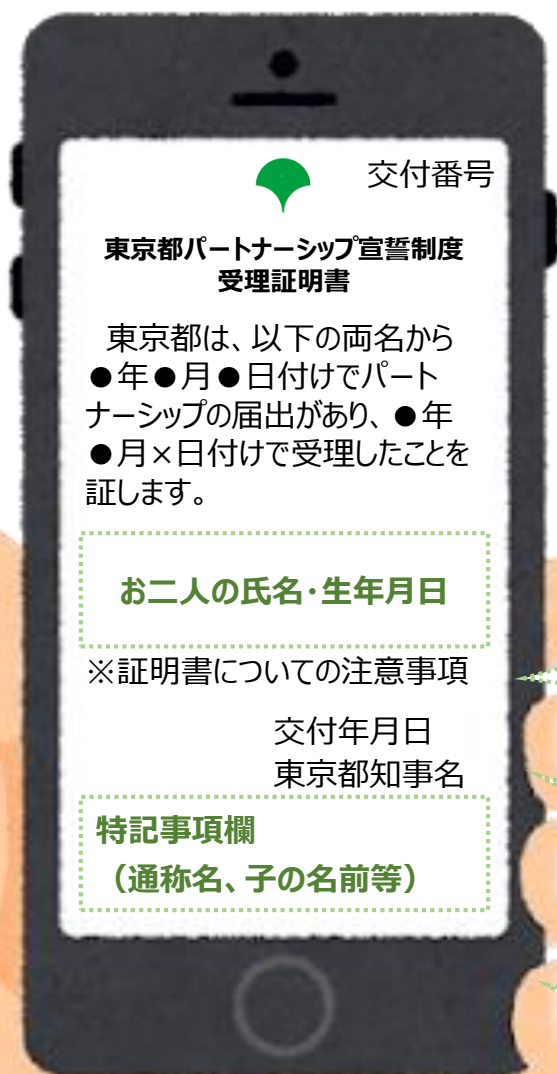 交付番号
東京都パートナーシップ宣誓制度
受理証明書
東京都は、以下の両名から
●年●月●日付けでパート
ナーシップの届出があり、●年
●月×日付けで受理したことを
証します。
お二人の氏名・生年月日
※証明書についての注意事項
交付年月日
東京都知事名
特記事項欄
（通称名、子の名前等）